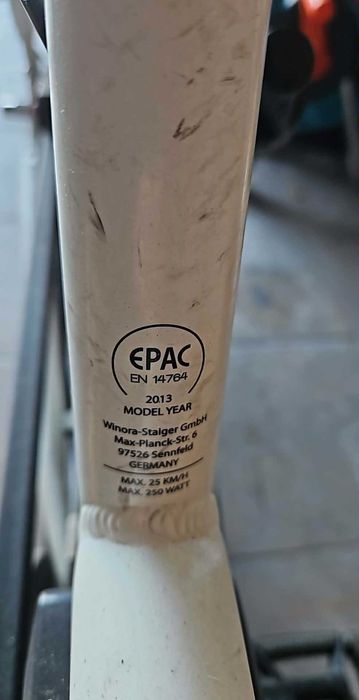 EPAC
EN 14764
2013
MODEL YEAR
Winora-Staiger GmbH
Max-Planck-Str. 6
97526 Sennfeld
GERMANY
MAX. 25 KM/H
MAX. 250 WATT